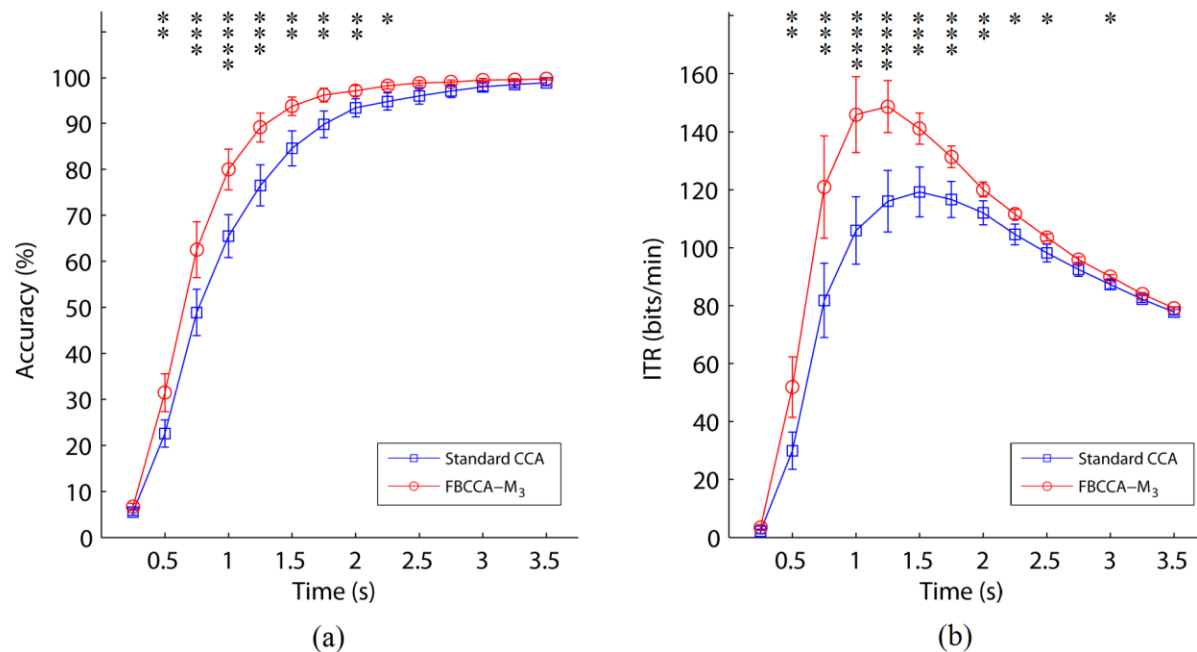 ** *** **** *** ** ** ** *
100
90
80
70
60
50
40
30
20
10
0
Accuracy (%)
Standard CCA
FBCCA−M3
0.5 1 1.5 2 2.5 3 3.5
Time (s)
(a)
** *** **** **** *** *** ** * * *
160
140
120
100
80
60
40
20
0
ITR (bits/min)
Standard CCA
FBCCA−M3
0.5 1 1.5 2 2.5 3 3.5
Time (s)
(b)